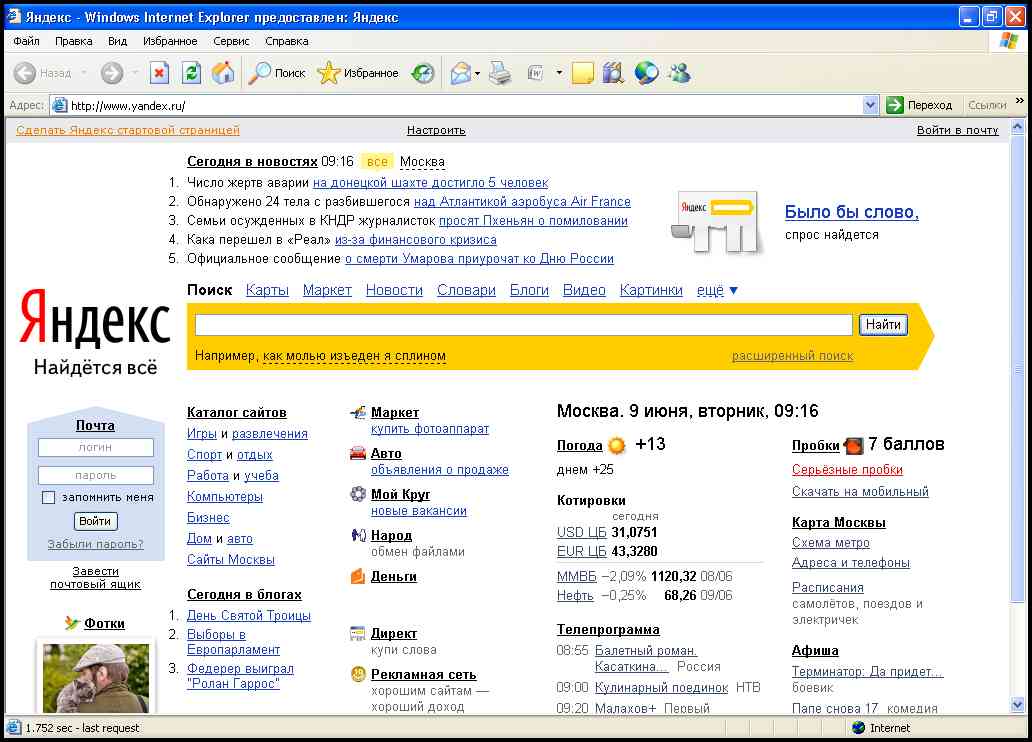 Яндекс - Windows Internet Explorer предоставлен: Яндекс
Файл Правка Вид Избранное Сервис Справка
Назад Поиск Избранное
Адрес: http://www.yandex.ru/ Переход Ссылки »
Сделать Яндекс стартовой страницей Настроить Войти в почту
Сегодня в новостях 09:16 все Москва
1. Число жертв аварии на донецкой шахте достигло 5 человек
2. Обнаружено 24 тела с разбившегося над Атлантикой аэробуса Air France
3. Семьи осужденных в КНДР журналисток просят Пхеньян о помиловании
4. Кака перешел в «Реал» из-за финансового кризиса
5. Официальное сообщение о смерти Умарова приурочат ко Дню России
Яндекс
Было бы слово,
спрос найдется
Поиск Карты Маркет Новости Словари Блоги Видео Картинки ещё ▼
Яндекс
Найдётся всё
Найти
Например, как молью изъеден я сплином расширенный поиск
Почта
логин
пароль
запомнить меня
Войти
Забыли пароль?
Завести
почтовый ящик
Фотки
Каталог сайтов
Игры и развлечения
Спорт и отдых
Работа и учеба
Компьютеры
Бизнес
Дом и авто
Сайты Москвы
Сегодня в блогах
1. День Святой Троицы
2. Выборы в
Европарламент
3. Федерер выиграл
"Ролан Гаррос"
Маркет
купить фотоаппарат
Авто
объявления о продаже
Мой Круг
новые вакансии
Народ
обмен файлами
Деньги
Директ
купи слова
Рекламная сеть
хорошим сайтам —
хороший доход
Москва. 9 июня, вторник, 09:16
Погода +13
днем +25
Котировки
сегодня
USD ЦБ 31,0751
EUR ЦБ 43,3280
ММВБ −2,09% 1120,32 08/06
Нефть −0,25% 68,26 09/06
Телепрограмма
08:55 Балетный роман.
Касаткина... Россия
09:00 Кулинарный поединок НТВ
09:20 Малахов+ Первый
Пробки 7 баллов
Серьёзные пробки
Скачать на мобильный
Карта Москвы
Схема метро
Адреса и телефоны
Расписания
самолётов, поездов и
электричек
Афиша
Терминатор: Да придет...
боевик
Папе снова 17 комедия
1.752 sec - last request Internet